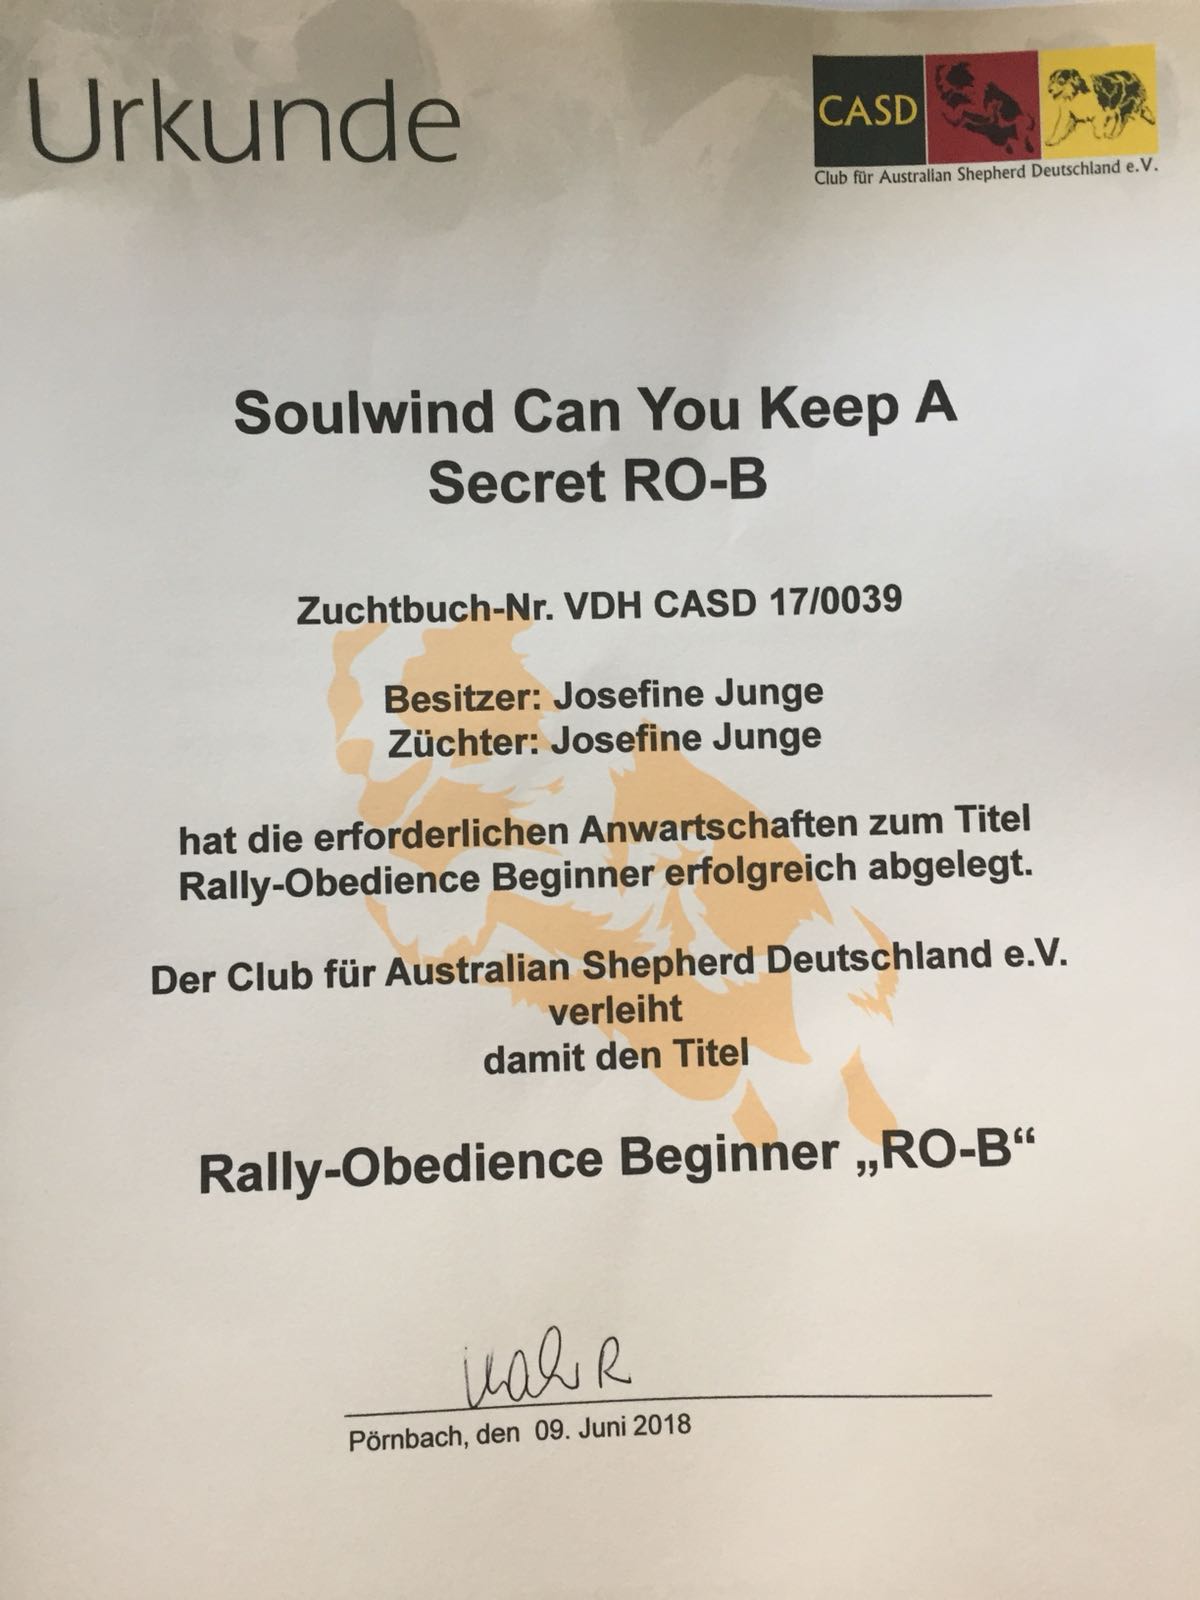 Urkunde
CASD
Club für Australian Shepherd Deutschland e.V.
Soulwind Can You Keep A
Secret RO-B
Zuchtbuch-Nr. VDH CASD 17/0039
Besitzer: Josefine Junge
Züchter: Josefine Junge
hat die erforderlichen Anwartschaften zum Titel
Rally-Obedience Beginner erfolgreich abgelegt.
Der Club für Australian Shepherd Deutschland e.V.
verleiht
damit den Titel
Rally-Obedience Beginner „RO-B“
Pörnbach, den 09. Juni 2018